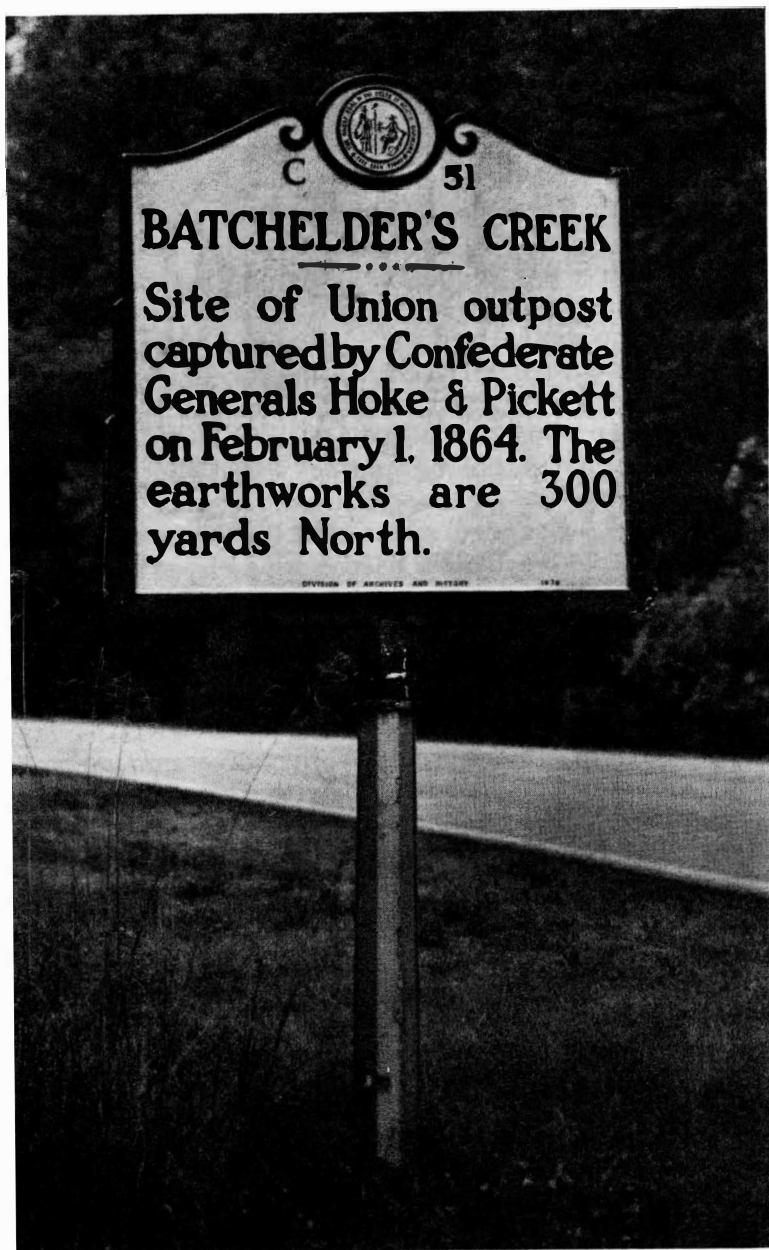 C 51
BATCHELDER'S CREEK
Site of Union outpost
captured by Confederate
Generals Hoke & Pickett
on February 1, 1864. The
earthworks are 300
yards North.
DIVISION OF ARCHIVES AND HISTORY